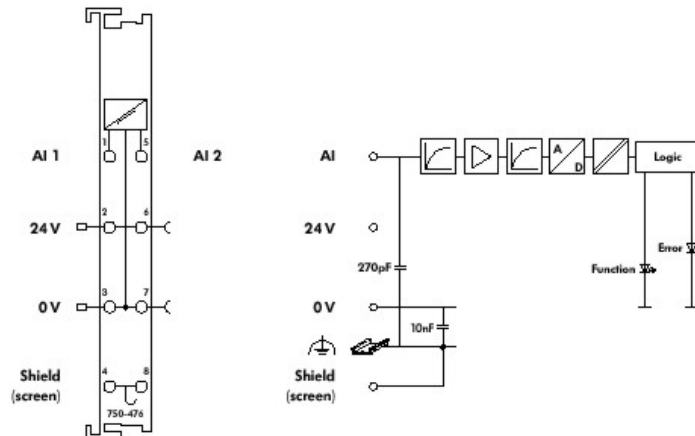 1 5
AI 1 AI 2 AI A D Logic
2 6
24 V 24 V
270pF Function Error
3 7
0 V 0 V
10nF
4 8
Shield Shield
(screen) (screen)
750-476